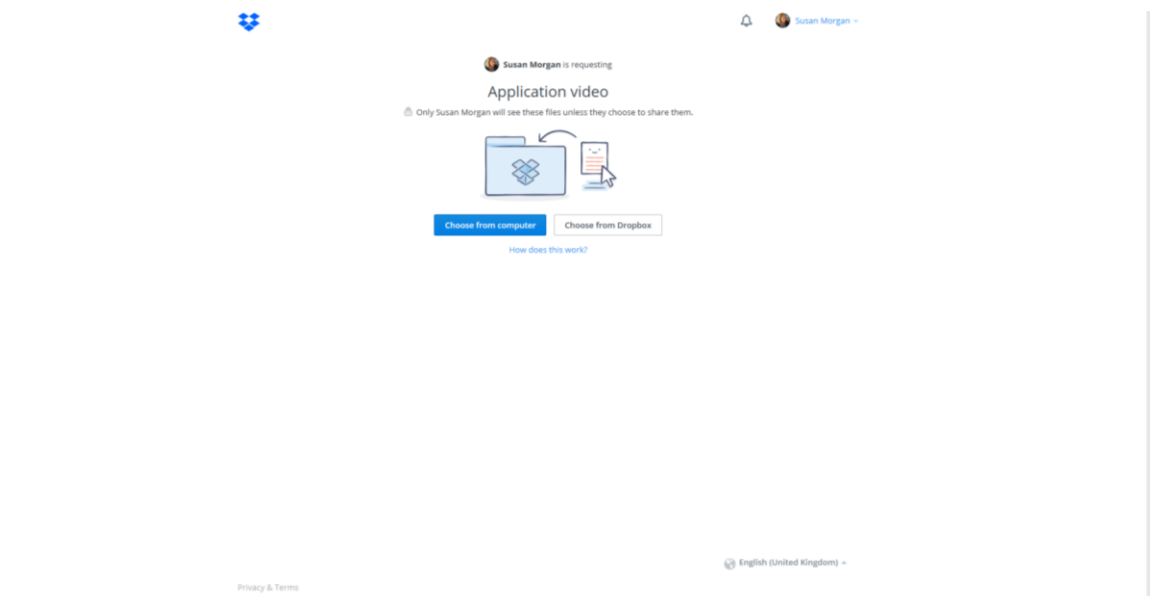 Susan Morgan
Susan Morgan is requesting
Application video
Only Susan Morgan will see these files unless they choose to share them.
Choose from computer
Choose from Dropbox
How does this work?
English (United Kingdom)
Privacy & Terms